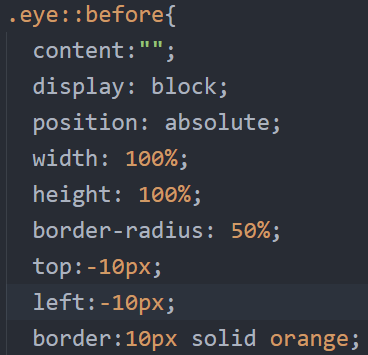 .eye::before{
content:"";
display: block;
position: absolute;
width: 100%;
height: 100%;
border-radius: 50%;
top:-10px;
left:-10px;
border:10px solid orange;